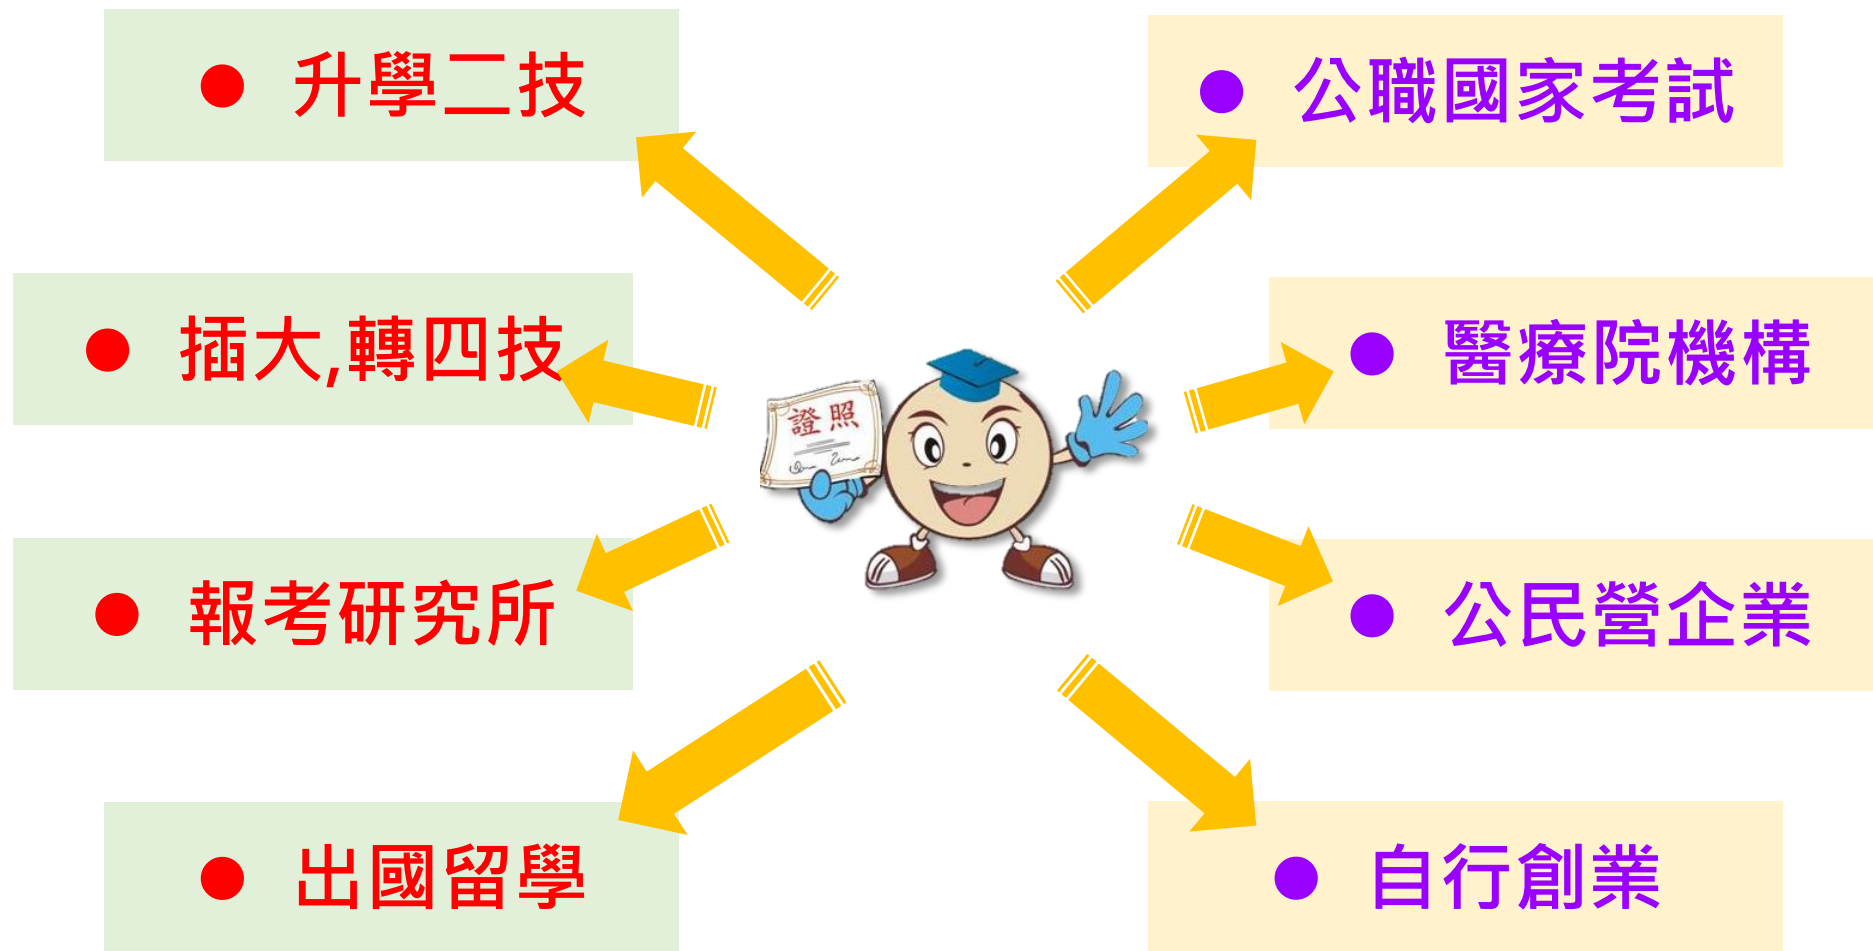 ● 升學二技
● 公職國家考試
● 插大,轉四技
● 醫療院機構
證照
● 報考研究所
● 公民營企業
● 出國留學
● 自行創業